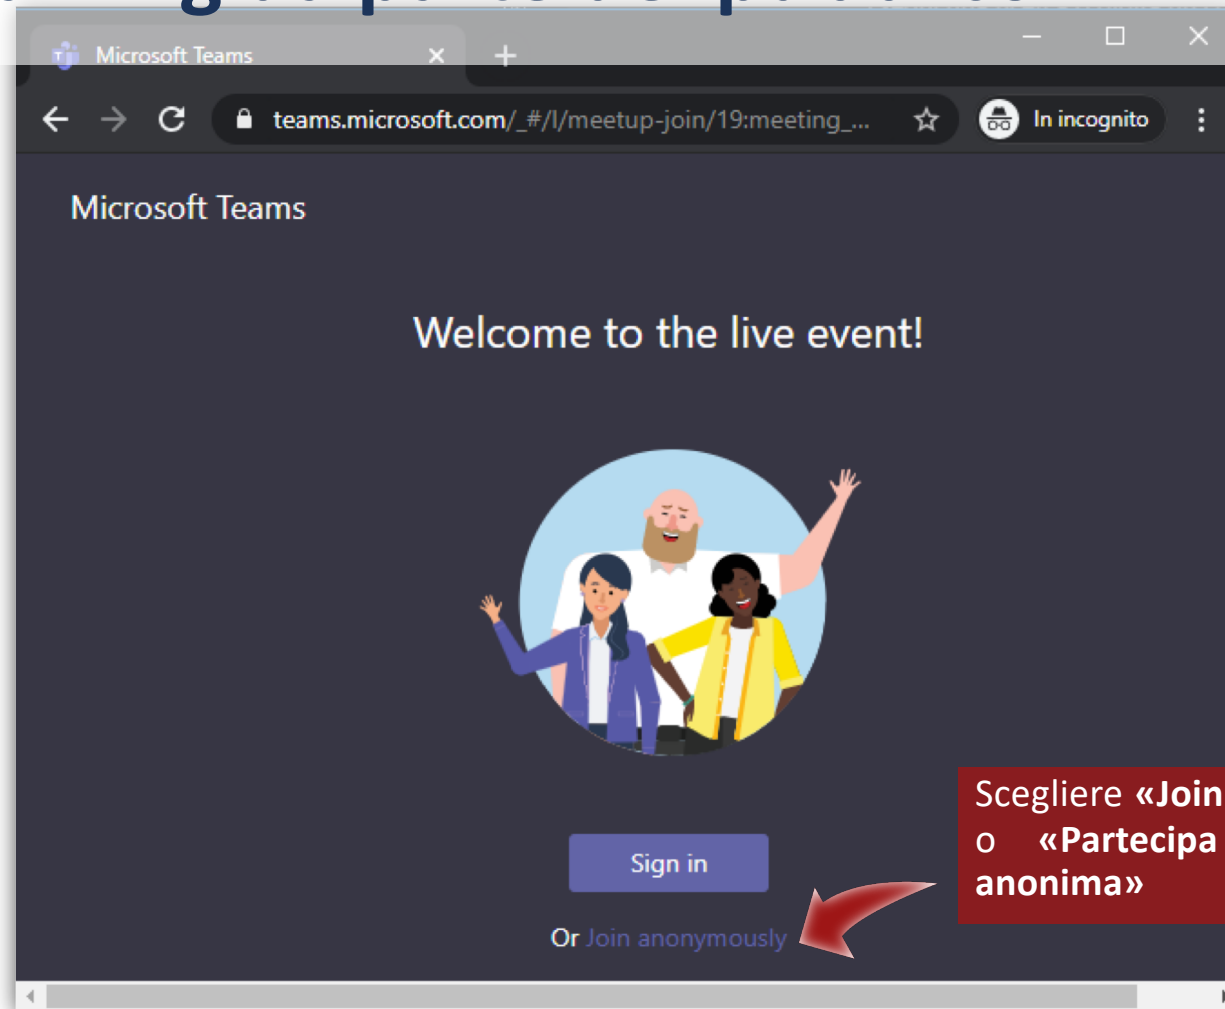 Microsoft Teams
teams.microsoft.com/_#/l/meetup-join/19:meeting_...
In incognito
Microsoft Teams
Welcome to the live event!
Scegliere «Join
o «Partecipa
anonima»
Sign in
Or Join anonymously